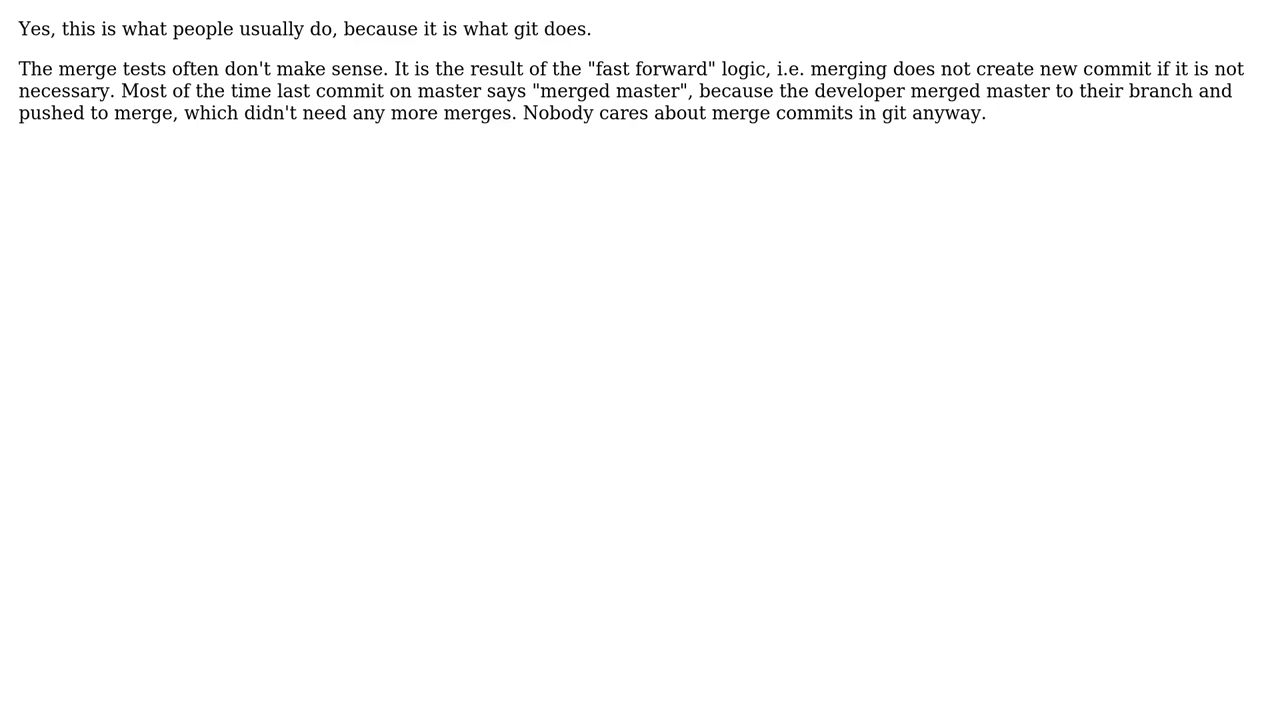 Yes, this is what people usually do, because it is what git does.
The merge tests often don't make sense. It is the result of the "fast forward" logic, i.e. merging does not create new commit if it is not
necessary. Most of the time last commit on master says "merged master", because the developer merged master to their branch and
pushed to merge, which didn't need any more merges. Nobody cares about merge commits in git anyway.